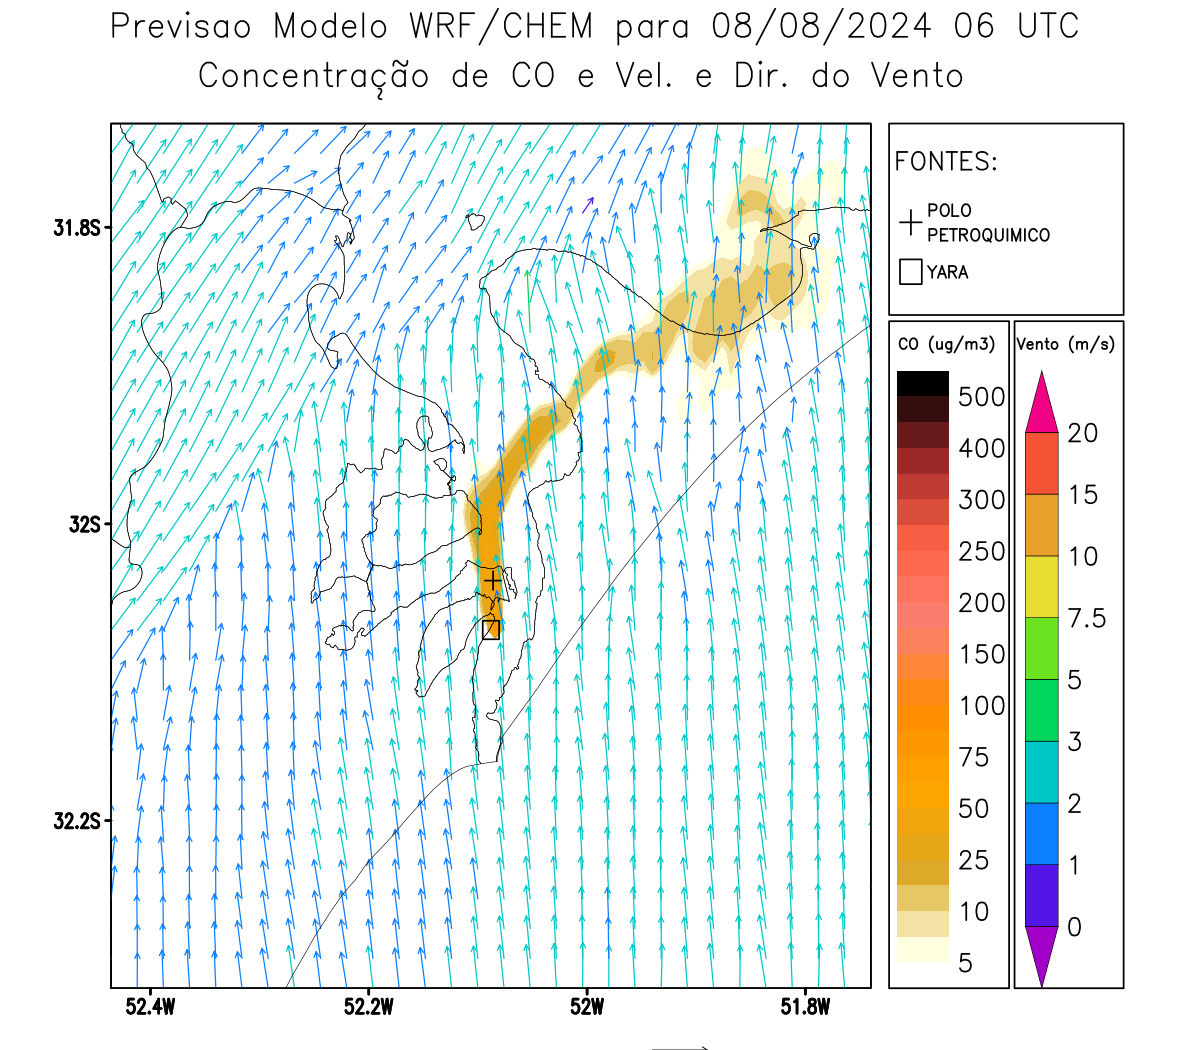 Previsao Modelo WRF/CHEM para 08/08/2024 06 UTC
Concentração de CO e Vel. e Dir. do Vento
FONTES:
POLO
PETROQUIMICO
YARA
CO (ug/m3)
500
400
300
250
200
150
100
75
50
25
10
5
Vento (m/s)
20
15
10
7.5
5
3
2
1
0
31.8S
32S
32.2S
52.4W
52.2W
52W
51.8W